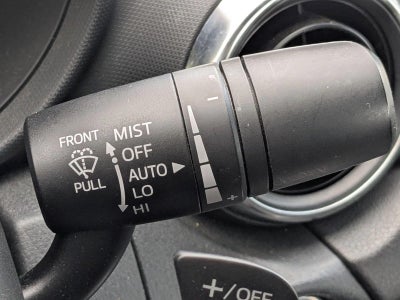 FRONT
PULL
MIST
OFF
AUTO
LO
HI
–
+
+/OFF